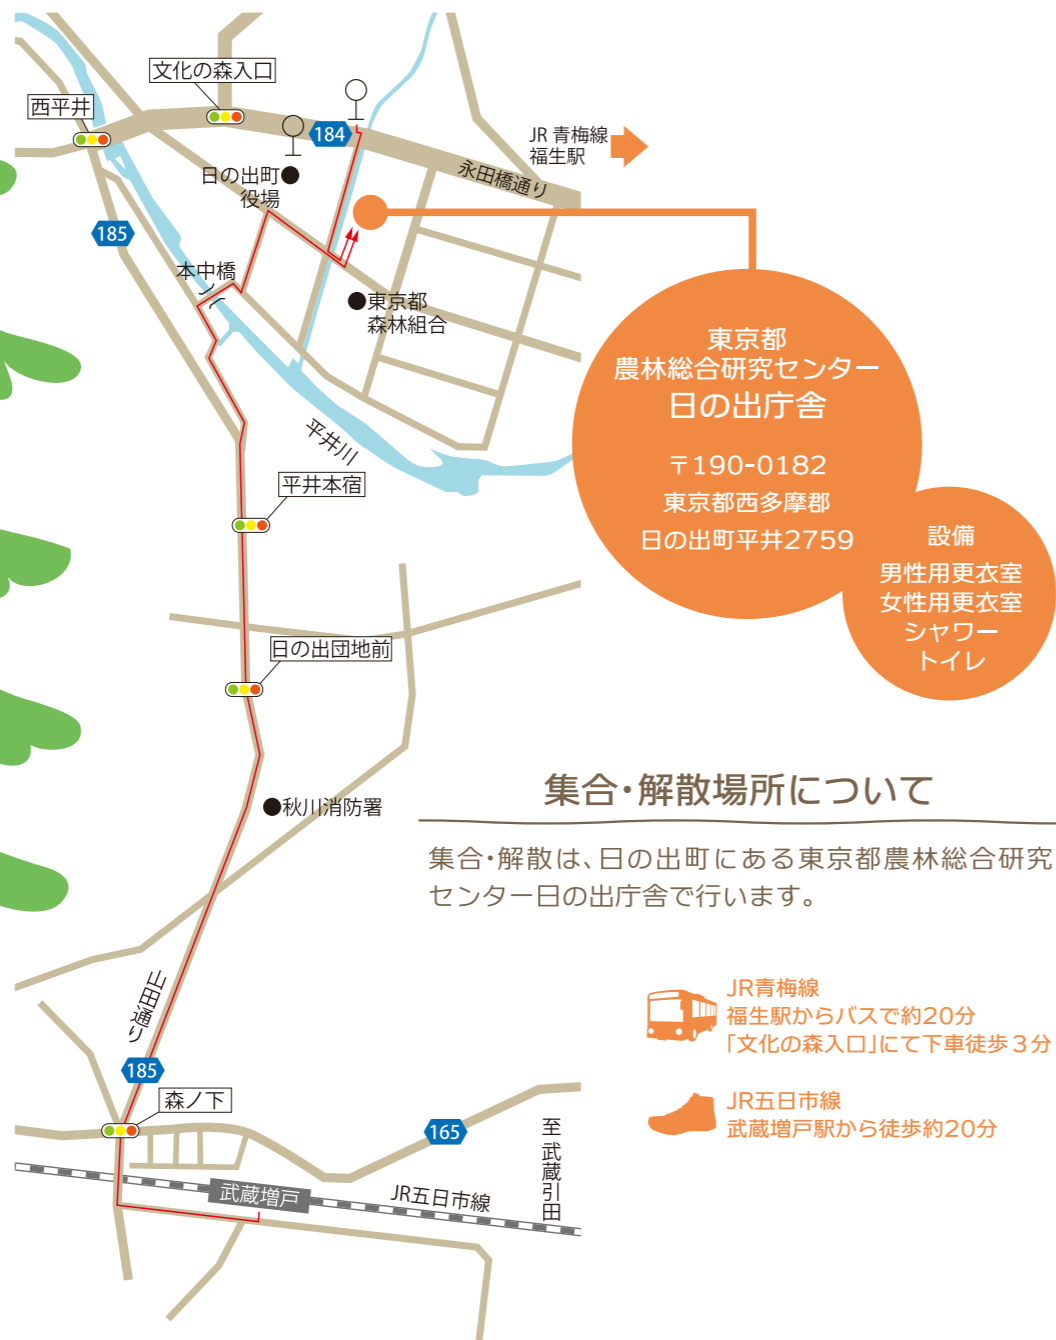 文化の森入口
西平井
184
JR 青梅線
福生駅
永田橋通り
日の出町
役場
185
本中橋
東京都
森林組合
平井川
平井本宿
日の出団地前
秋川消防署
山田通り
185
森ノ下
165
至 武蔵引田
武蔵増戸
JR五日市線
東京都
農林総合研究センター
日の出庁舎
〒190-0182
東京都西多摩郡
日の出町平井2759
設備
男性用更衣室
女性用更衣室
シャワー
トイレ
集合・解散場所について
集合・解散は、日の出町にある東京都農林総合研究
センター日の出庁舎で行います。
JR青梅線
福生駅からバスで約20分
「文化の森入口」にて下車徒歩３分
JR五日市線
武蔵増戸駅から徒歩約20分